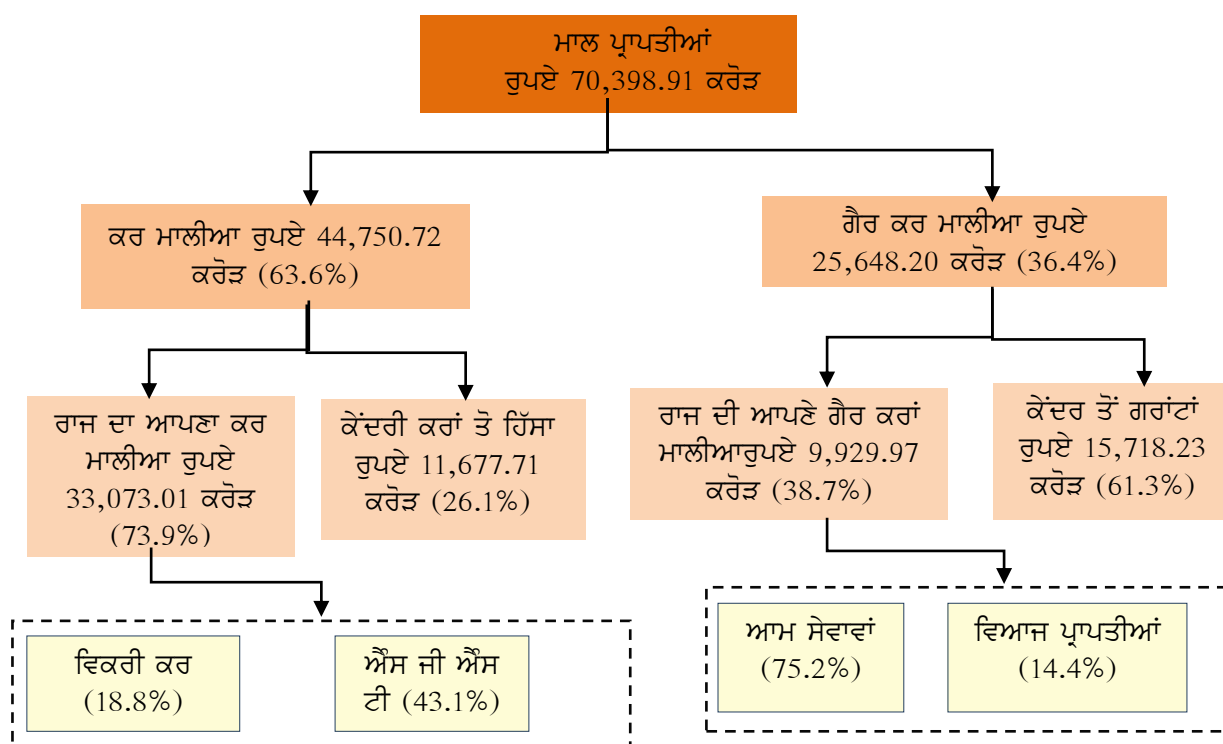 ਮਾਲ ਪ੍ਰਾਪਤੀਆਂ
ਰੁਪਏ 70,398.91 ਕਰੋੜ
ਕਰ ਮਾਲੀਆ ਰੁਪਏ 44,750.72
ਕਰੋੜ (63.6%)
ਗੈਰ ਕਰ ਮਾਲੀਆ ਰੁਪਏ
25,648.20 ਕਰੋੜ (36.4%)
ਰਾਜ ਦਾ ਆਪਣਾ ਕਰ
ਮਾਲੀਆ ਰੁਪਏ
33,073.01 ਕਰੋੜ
(73.9%)
ਕੇਂਦਰੀ ਕਰਾਂ ਤੋ ਹਿੱਸਾ
ਰੁਪਏ 11,677.71
ਕਰੋੜ (26.1%)
ਰਾਜ ਦੀ ਆਪਣੇ ਗੈਰ ਕਰਾਂ
ਮਾਲੀਆਰੁਪਏ 9,929.97
ਕਰੋੜ (38.7%)
ਕੇਂਦਰ ਤੋਂ ਗਰਾਂਟਾਂ
ਰੁਪਏ 15,718.23
ਕਰੋੜ (61.3%)
ਵਿਕਰੀ ਕਰ
(18.8%)
ਐੱਸ ਜੀ ਐੱਸ
ਟੀ (43.1%)
ਆਮ ਸੇਵਾਵਾਂ
(75.2%)
ਵਿਆਜ ਪ੍ਰਾਪਤੀਆਂ
(14.4%)